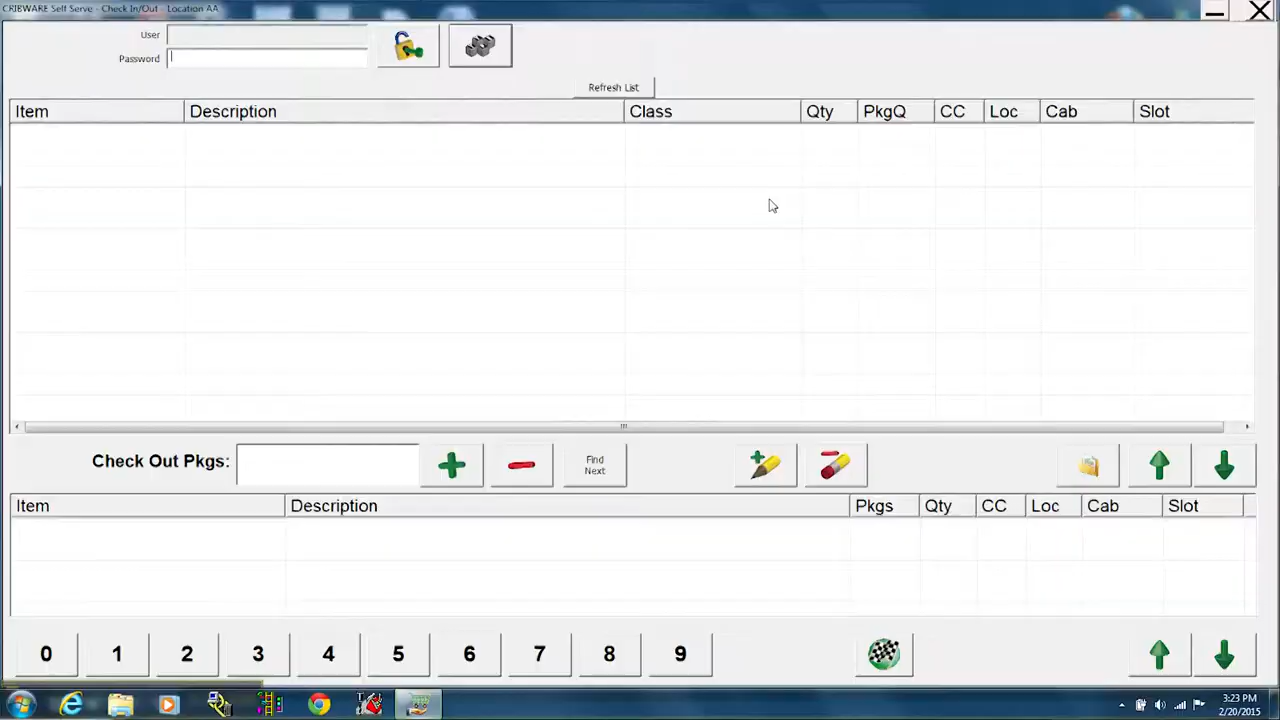 CRIBWARE Self Serve - Check In/Out - Location AA
User
Password
Refresh List
Item Description Class Qty PkgQ CC Loc Cab Slot
Check Out Pkgs: Find Next
Item Description Pkgs Qty CC Loc Cab Slot
0 1 2 3 4 5 6 7 8 9
3:23 PM
2/20/2015